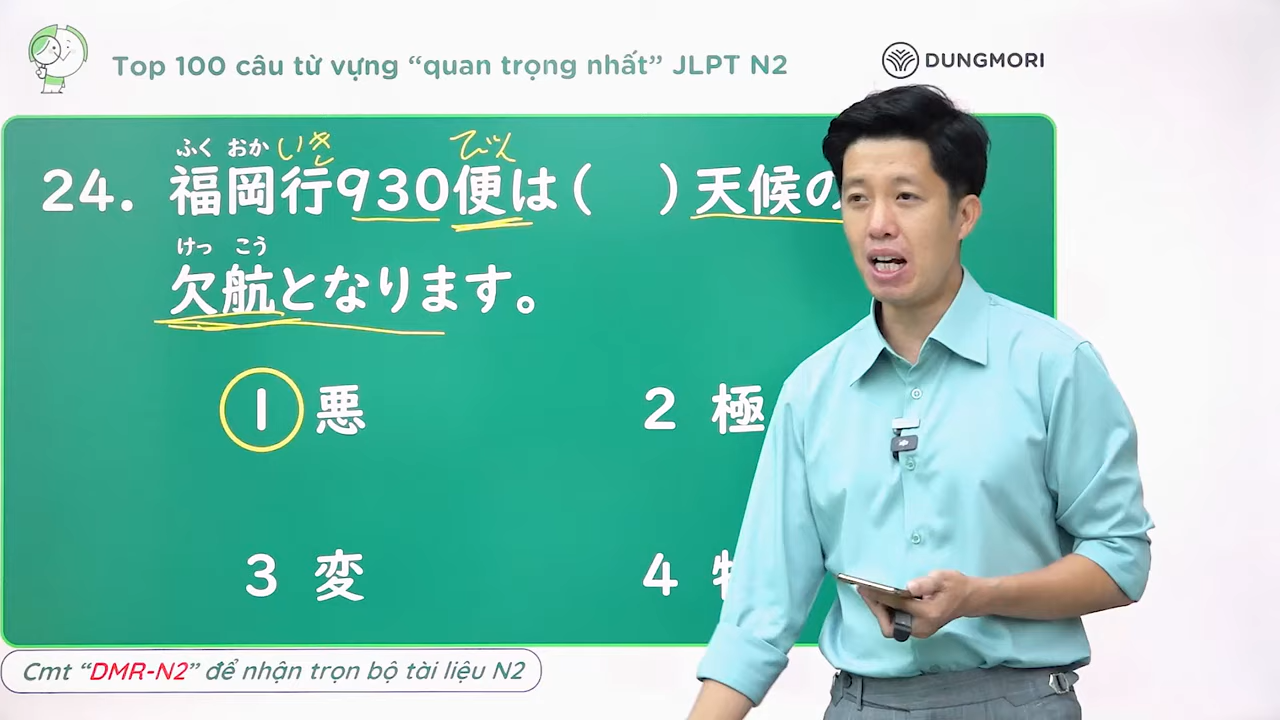 Top 100 câu từ vựng “quan trọng nhất” JLPT N2
DUNGMORI
ふく おか いき びん
24. 福岡行930便は( )天候の
けっ こう
欠航となります。
1 悪
2 極
3 変
4
Cmt “DMR-N2” để nhận trọn bộ tài liệu N2